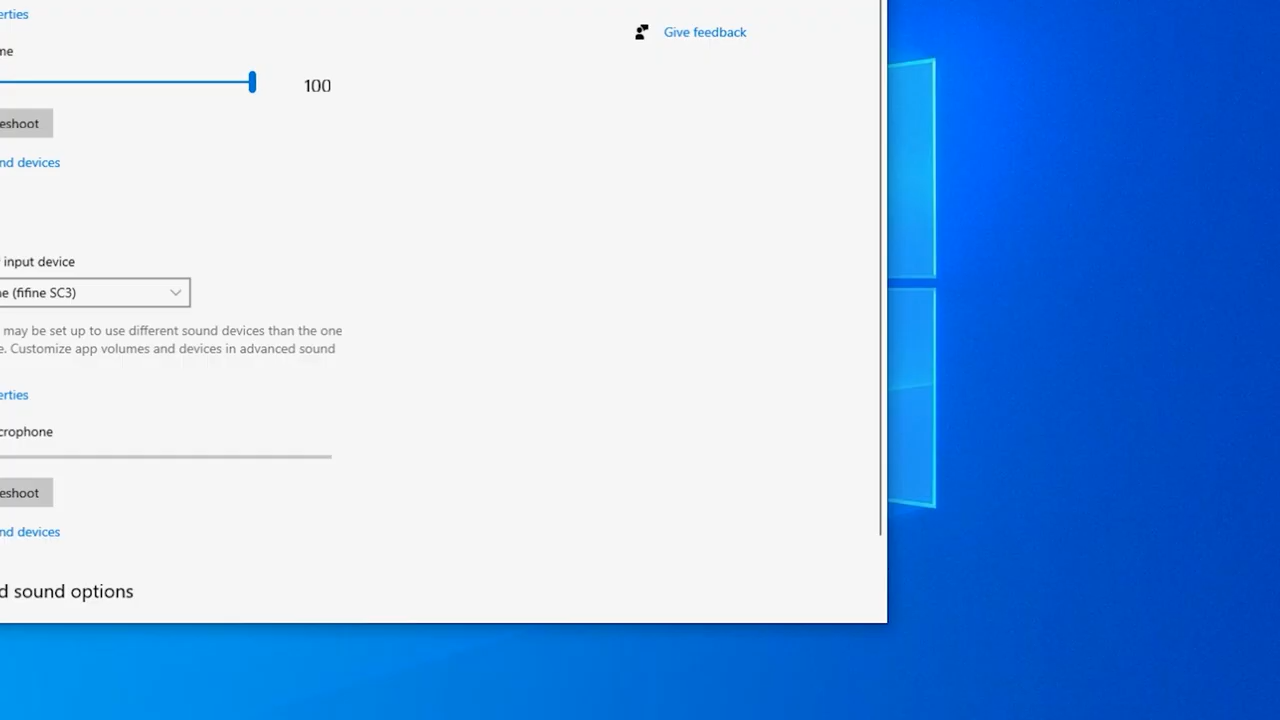 erties
Give feedback
me
100
eshoot
nd devices
input device
ne (fifine SC3)
may be set up to use different sound devices than the one
e. Customize app volumes and devices in advanced sound
erties
crophone
eshoot
nd devices
d sound options